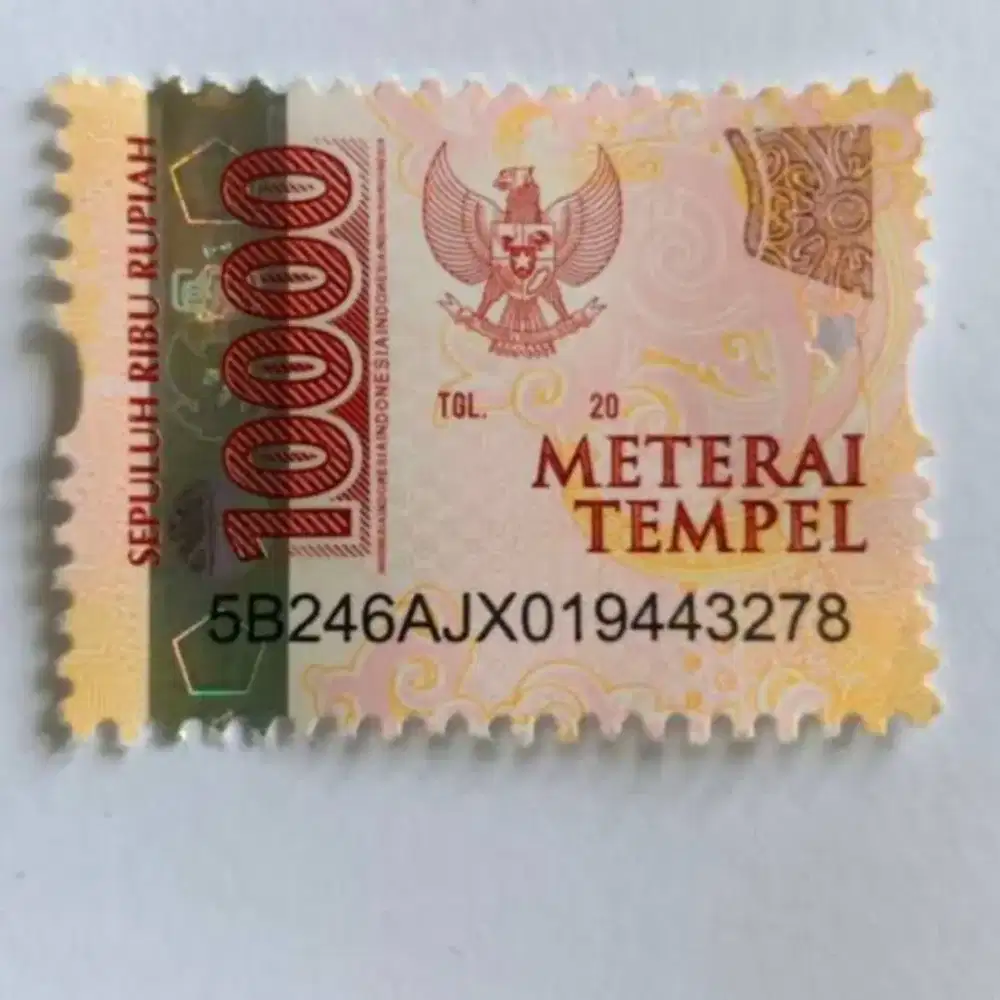 SEPULUH RIBU RUPIAH
10000
TGL. 20
METERAI
TEMPEL
5B246AJX019443278